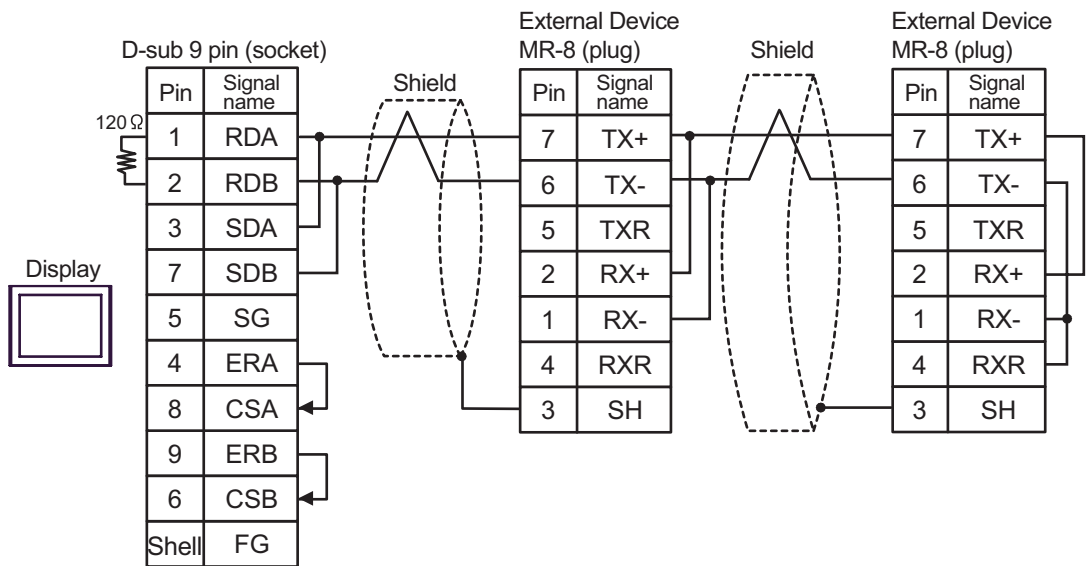 External Device
External Device
D-sub 9 pin (socket)
MR-8 (plug)
Shield
MR-8 (plug)
Shield
Pin Signal name
120Ω
1 RDA
2 RDB
3 SDA
7 SDB
5 SG
4 ERA
8 CSA
9 ERB
6 CSB
Shell FG
Display
Pin Signal name
7 TX+
6 TX-
5 TXR
2 RX+
1 RX-
4 RXR
3 SH
Pin Signal name
7 TX+
6 TX-
5 TXR
2 RX+
1 RX-
4 RXR
3 SH